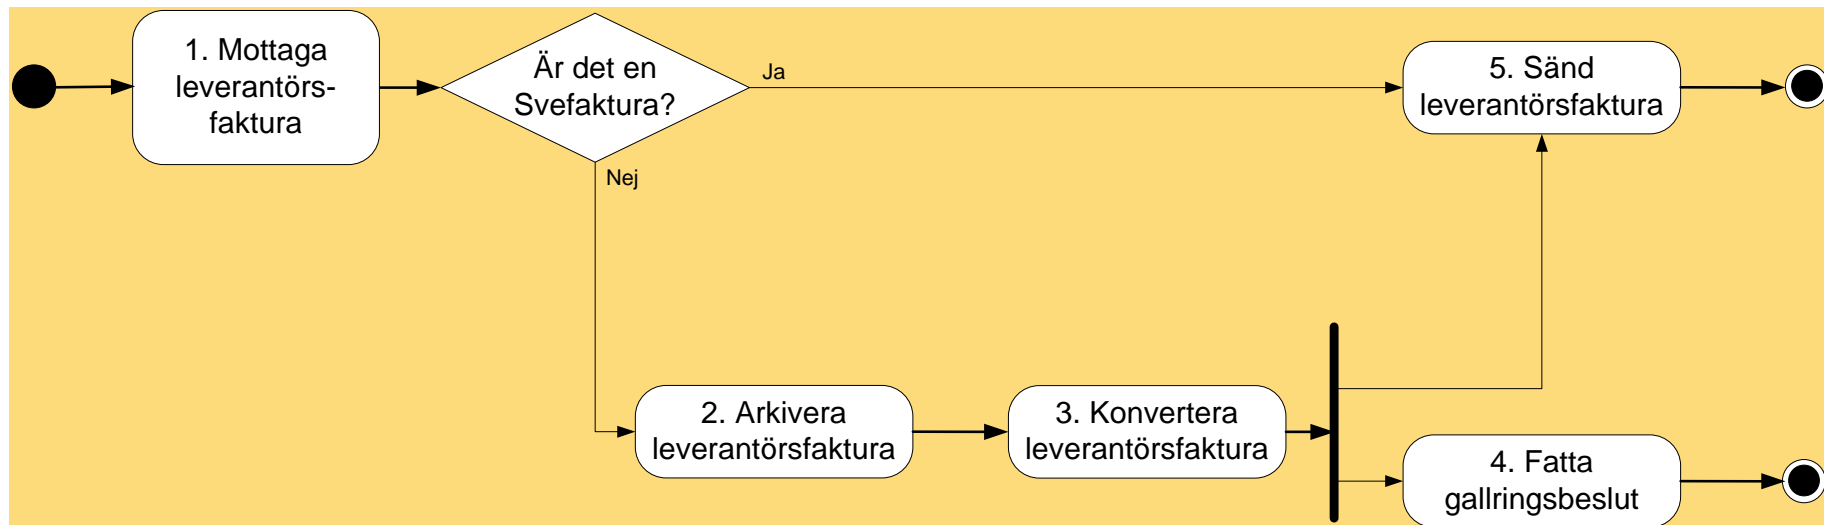 1. Mottaga
leverantörs-
faktura
Är det en
Svefaktura?
Ja
5. Sänd
leverantörsfaktura
Nej
2. Arkivera
leverantörsfaktura
3. Konvertera
leverantörsfaktura
4. Fatta
gallringsbeslut